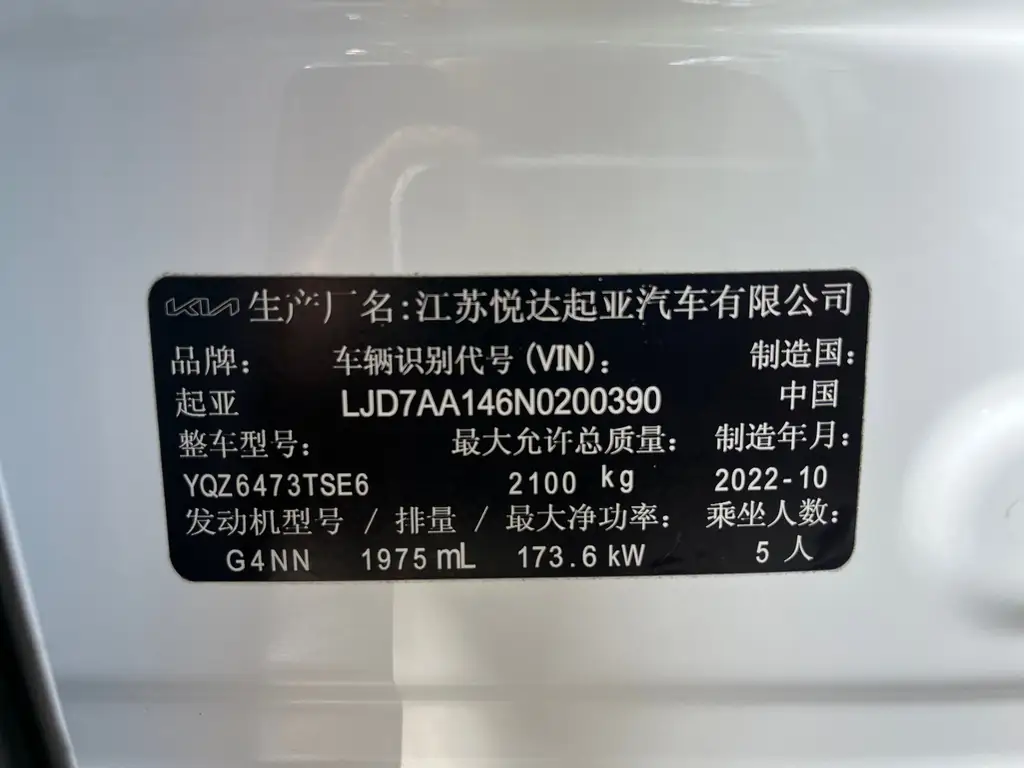 KIA 生产厂名:江苏悦达起亚汽车有限公司
品牌: 车辆识别代号(VIN): 制造国:
起亚 LJD7AA146N0200390 中国
整车型号: 最大允许总质量: 制造年月:
YQZ6473TSE6 2100 kg 2022-10
发动机型号 / 排量 / 最大净功率: 乘坐人数:
G4NN 1975 mL 173.6 kW 5 人